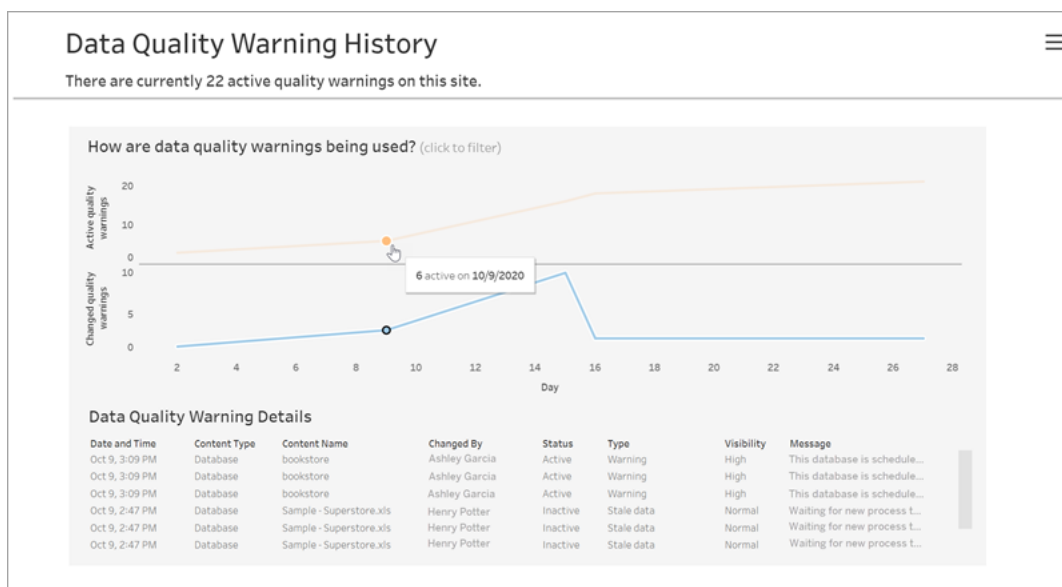 Data Quality Warning History
There are currently 22 active quality warnings on this site.
How are data quality warnings being used? (click to filter)
Active quality
warnings
20
10
0
6 active on 10/9/2020
Changed quality
warnings
10
5
0
2 4 6 8 10 12 14 16 18 20 22 24 26 28
Day
Data Quality Warning Details
Date and Time Content Type Content Name Changed By Status Type Visibility Message
Oct 9, 3:09 PM Database bookstore Ashley Garcia Active Warning High This database is schedule...
Oct 9, 3:09 PM Database bookstore Ashley Garcia Active Warning High This database is schedule...
Oct 9, 3:09 PM Database bookstore Ashley Garcia Active Warning High This database is schedule...
Oct 9, 2:47 PM Database Sample - Superstore.xls Henry Potter Inactive Stale data Normal Waiting for new process t...
Oct 9, 2:47 PM Database Sample - Superstore.xls Henry Potter Inactive Stale data Normal Waiting for new process t...
Oct 9, 2:47 PM Database Sample - Superstore.xls Henry Potter Inactive Stale data Normal Waiting for new process t...